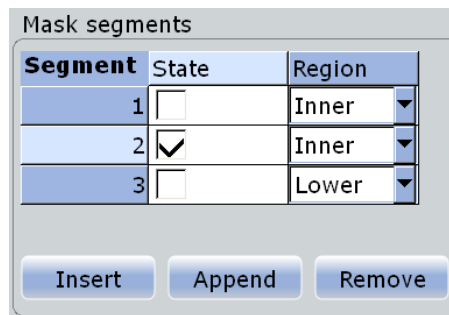 Mask segments
Segment State Region
1 Inner
2 Inner
3 Lower
Insert Append Remove